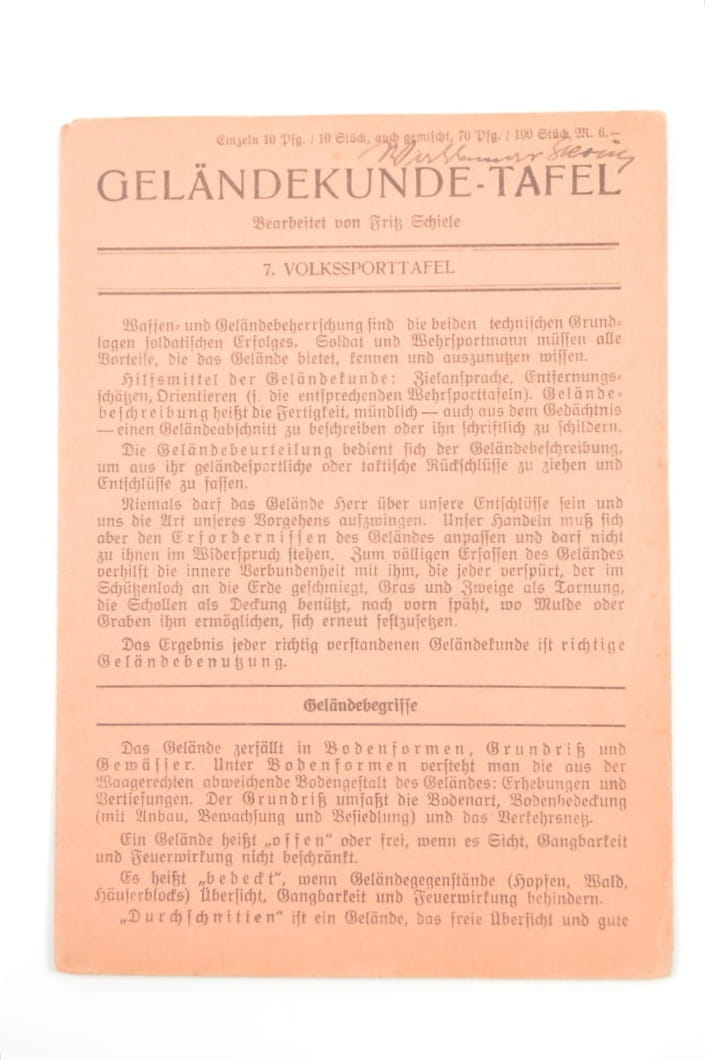 Einzeln 10 Pfg. / 10 Stück, auch gemischt, 70 Pfg. / 100 Stück, M. 6.—
GELÄNDEKUNDE-TAFEL
Bearbeitet von Fritz Schiele
7. VOLKSSPORTTAFEL
Waffen- und Geländebeherrschung sind die beiden technischen Grund-
lagen soldatischen Erfolges. Soldat und Wehrsportmann müssen alle
Vorteile, die das Gelände bietet, kennen und auszunutzen wissen.
Hilfsmittel der Geländekunde: Zielansprache, Entfernungs-
schätzen, Orientieren (s. die entsprechenden Wehrsporttafeln). Gelände-
beschreibung heißt die Fertigkeit, mündlich — auch aus dem Gedächtnis
— einen Geländeabschnitt zu beschreiben oder ihn schriftlich zu schildern.
Die Geländebeurteilung bedient sich der Geländebeschreibung,
um aus ihr geländesportliche oder taktische Rückschlüsse zu ziehen und
Entschlüsse zu fassen.
Niemals darf das Gelände Herr über unsere Entschlüsse sein und
uns die Art unseres Vorgehens aufzwingen. Unser Handeln muß sich
aber den Erfordernissen des Geländes anpassen und darf nicht
zu ihnen im Widerspruch stehen. Zum völligen Erfassen des Geländes
verhilft die innere Verbundenheit mit ihm, die jeder verspürt, der im
Schützenloch an die Erde geschmiegt, Gras und Zweige als Tarnung,
die Schollen als Deckung benützt, nach vorn späht, wo Mulde oder
Graben ihm ermöglichen, sich erneut festzusetzen.
Das Ergebnis jeder richtig verstandenen Geländekunde ist richtige
Geländebenutzung.
Geländebegriffe
Das Gelände zerfällt in Bodenformen, Grundriß und
Gewässer. Unter Bodenformen versteht man die aus der
Waagerechten abweichende Bodengestalt des Geländes: Erhebungen und
Vertiefungen. Der Grundriß umfaßt die Bodenart, Bodenbedeckung
(mit Anbau, Bewachsung und Besiedlung) und das Verkehrsnetz.
Ein Gelände heißt „offen“ oder frei, wenn es Sicht, Gangbarkeit
und Feuerwirkung nicht beschränkt.
Es heißt „bedeckt“, wenn Geländegegenstände (Hopfen, Wald,
Häuserblocks) Übersicht, Gangbarkeit und Feuerwirkung behindern.
„Durchschnitten“ ist ein Gelände, das freie Übersicht und gute